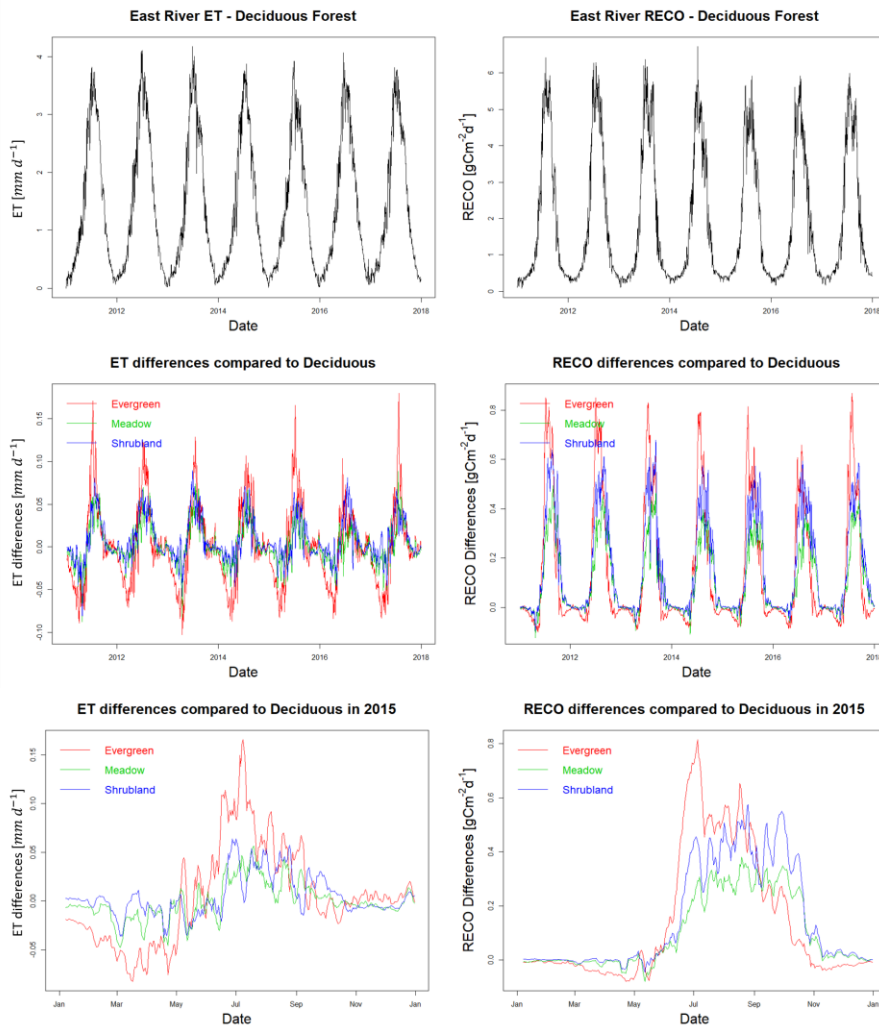 East River ET - Deciduous Forest
ET [mm d⁻¹]
4
3
2
1
0
2012 2014 2016 2018
Date
East River RECO - Deciduous Forest
RECO [gCm⁻²d⁻¹]
6
5
4
3
2
1
0
2012 2014 2016 2018
Date
ET differences compared to Deciduous
ET differences [mm d⁻¹]
0.15
0.10
0.05
0.00
-0.05
-0.10
Evergreen
Meadow
Shrubland
2012 2014 2016 2018
Date
RECO differences compared to Deciduous
RECO Differences [gCm⁻²d⁻¹]
0.8
0.6
0.4
0.2
0.0
Evergreen
Meadow
Shrubland
2012 2014 2016 2018
Date
ET differences compared to Deciduous in 2015
ET differences [mm d⁻¹]
0.15
0.10
0.05
0.00
-0.05
Evergreen
Meadow
Shrubland
Jan Mar May Jul Sep Nov Jan
Date
RECO differences compared to Deciduous in 2015
RECO Differences [gCm⁻²d⁻¹]
0.8
0.6
0.4
0.2
0.0
Evergreen
Meadow
Shrubland
Jan Mar May Jul Sep Nov Jan
Date